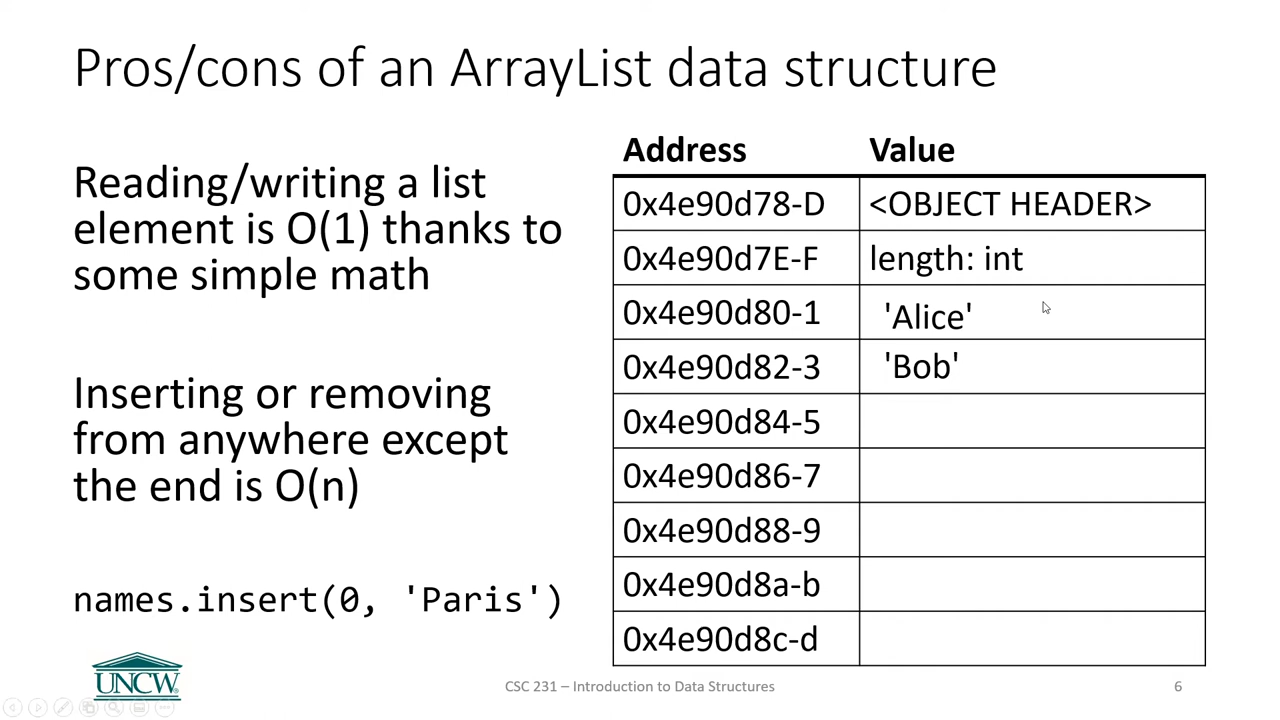 Pros/cons of an ArrayList data structure
Reading/writing a list
element is O(1) thanks to
some simple math
Inserting or removing
from anywhere except
the end is O(n)
names.insert(0, 'Paris')
Address Value
0x4e90d78-D <OBJECT HEADER>
0x4e90d7E-F length: int
0x4e90d80-1 'Alice'
0x4e90d82-3 'Bob'
0x4e90d84-5
0x4e90d86-7
0x4e90d88-9
0x4e90d8a-b
0x4e90d8c-d
UNCW
CSC 231 – Introduction to Data Structures
6